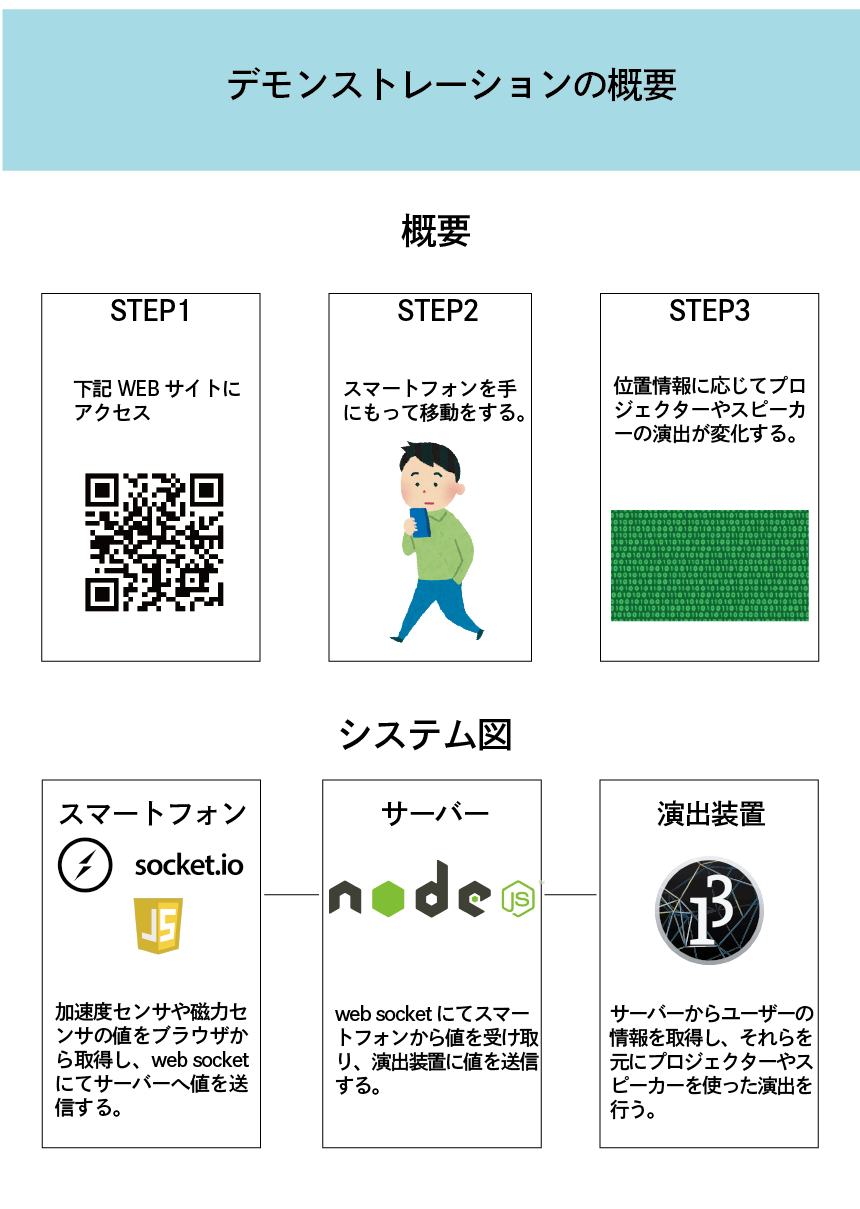 デモンストレーションの概要
概要
STEP1
下記 WEB サイトに
アクセス
STEP2
スマートフォンを手
にもって移動をする。
STEP3
位置情報に応じてプロ
ジェクターやスピーカ
ーの演出が変化する。
システム図
スマートフォン
socket.io
JS
加速度センサや磁力セ
ンサの値をブラウザか
ら取得し、web socket
にてサーバーへ値を送
信する。
サーバー
node
JS
web socket にてスマー
トフォンから値を受け取
り、演出装置に値を送信
する。
演出装置
13
サーバーからユーザーの
情報を取得し、それらを
元にプロジェクターやス
ピーカーを使った演出を
行う。